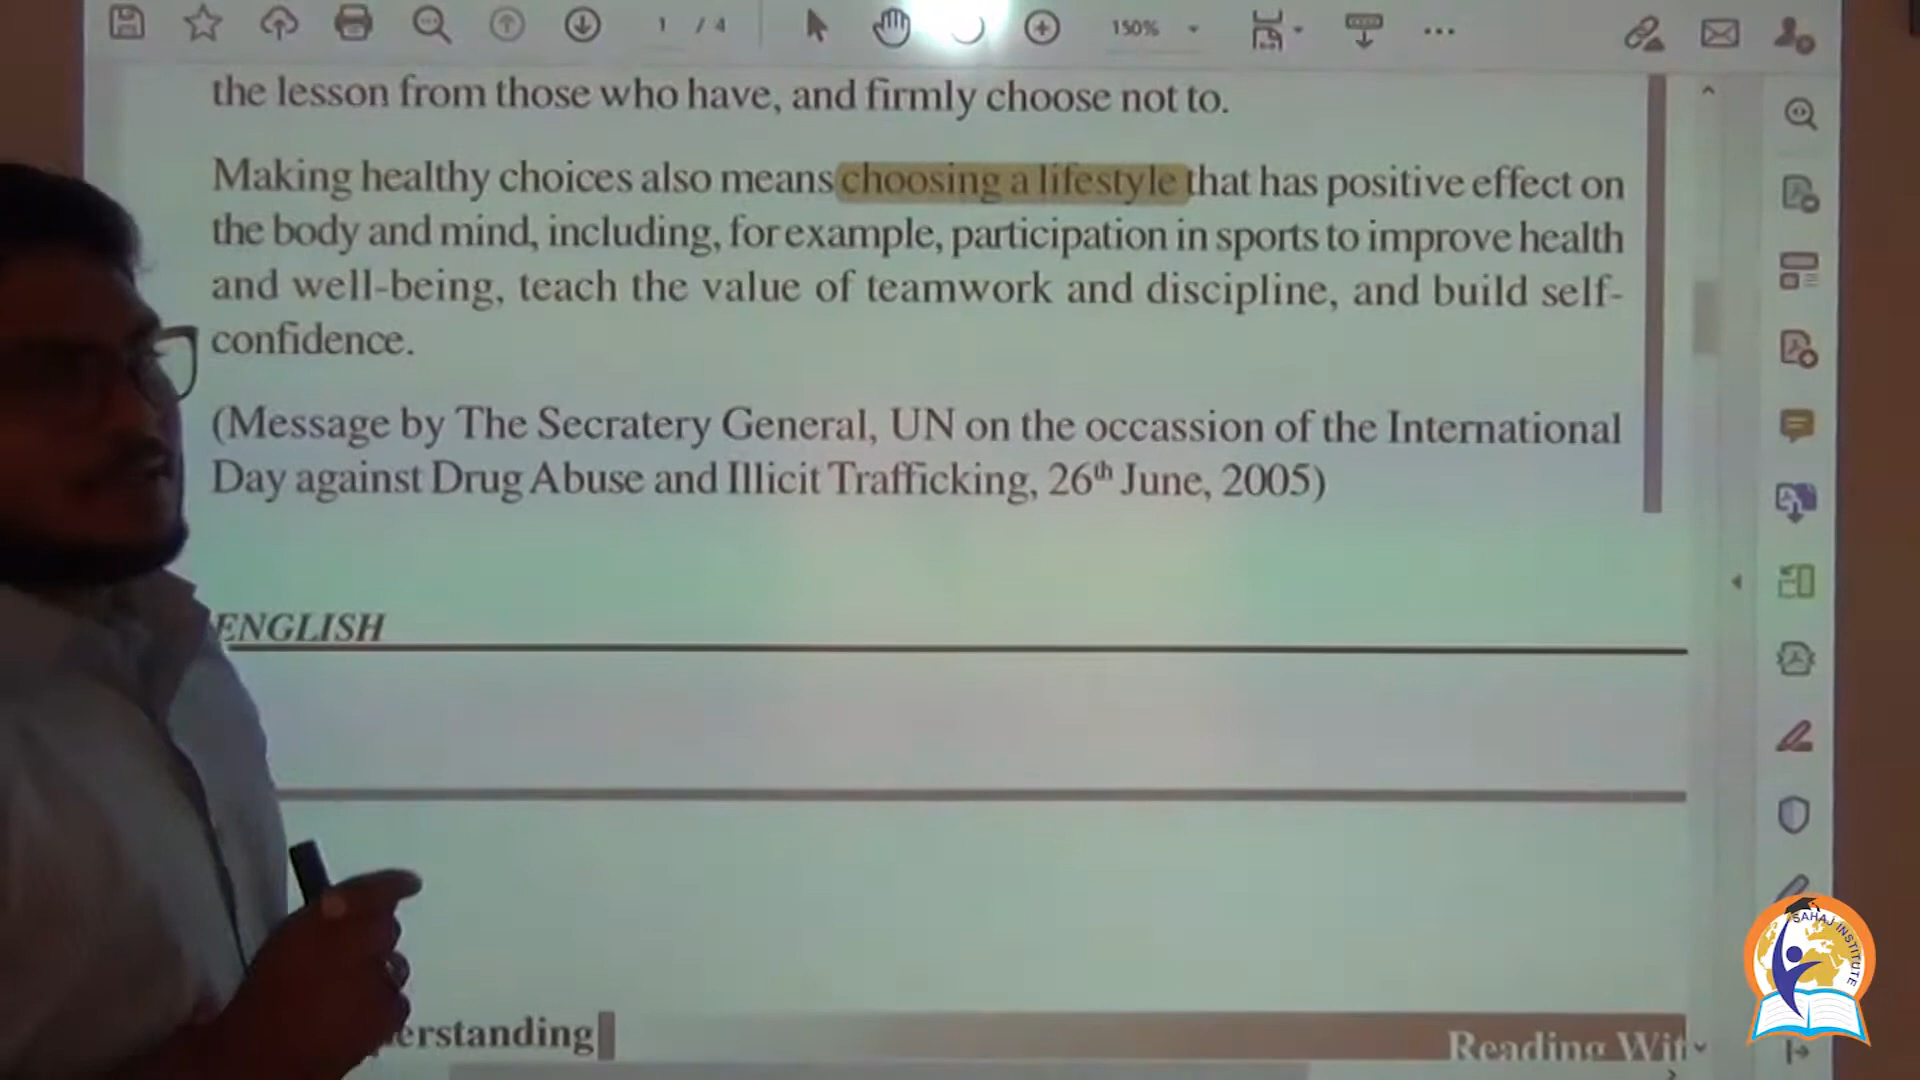 1 / 4
150%
the lesson from those who have, and firmly choose not to.
Making healthy choices also means choosing a lifestyle that has positive effect on
the body and mind, including, for example, participation in sports to improve health
and well-being, teach the value of teamwork and discipline, and build self-
confidence.
(Message by The Secratery General, UN on the occassion of the International
Day against Drug Abuse and Illicit Trafficking, 26th June, 2005)
ENGLISH
erstanding
Reading Wit
SAHAJ INSTITUTE